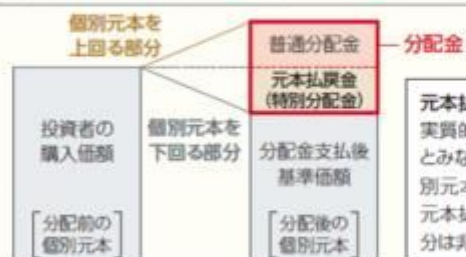 個別元本を
上回る部分
普通分配金
分配金
元本払戻金
(特別分配金)
投資者の
購入価額
個別元本を
下回る部分
分配金支払後
基準価額
分配前の
個別元本
分配後の
個別元本
元本払
実質的
とみな
別元本
元本払
分は非